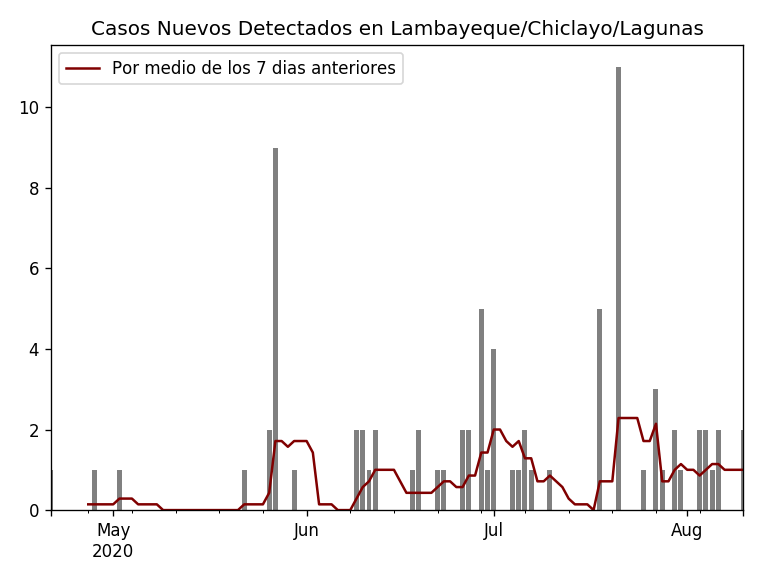 Casos Nuevos Detectados en Lambayeque/Chiclayo/Lagunas
Por medio de los 7 dias anteriores
10
8
6
4
2
0
May Jun Jul Aug
2020